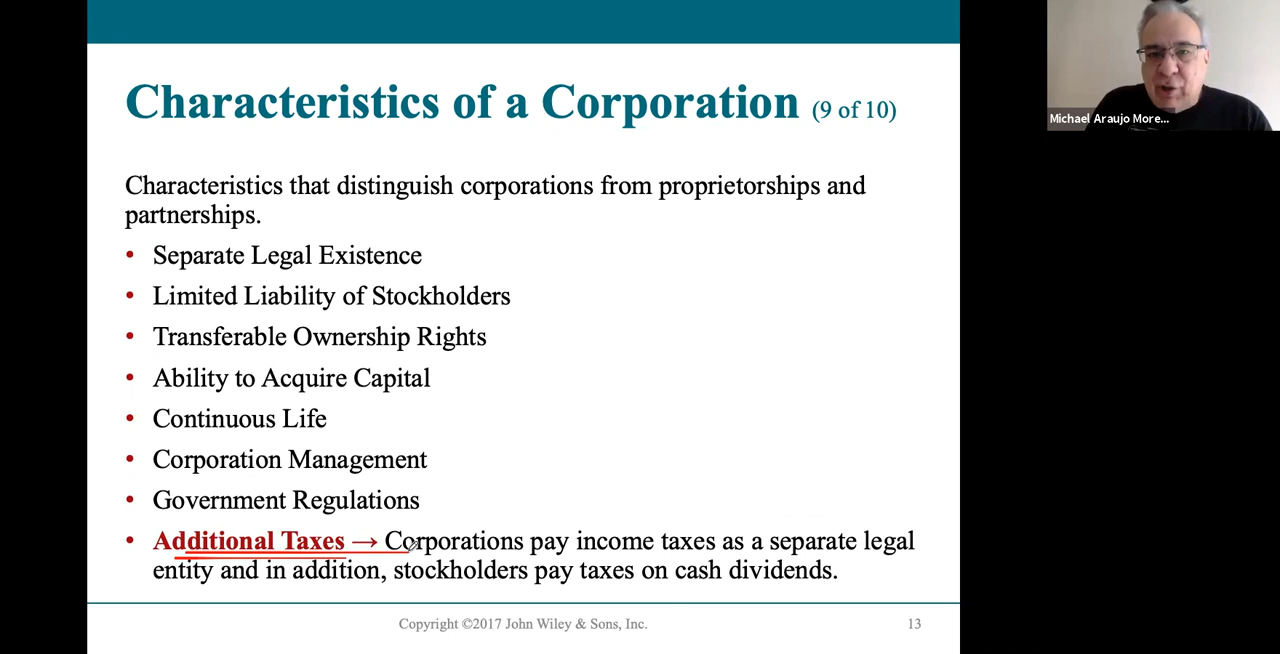 Characteristics of a Corporation (9 of 10)
Michael Araujo More...
Characteristics that distinguish corporations from proprietorships and
partnerships.
• Separate Legal Existence
• Limited Liability of Stockholders
• Transferable Ownership Rights
• Ability to Acquire Capital
• Continuous Life
• Corporation Management
• Government Regulations
• Additional Taxes → Corporations pay income taxes as a separate legal
entity and in addition, stockholders pay taxes on cash dividends.
Copyright ©2017 John Wiley & Sons, Inc.
13